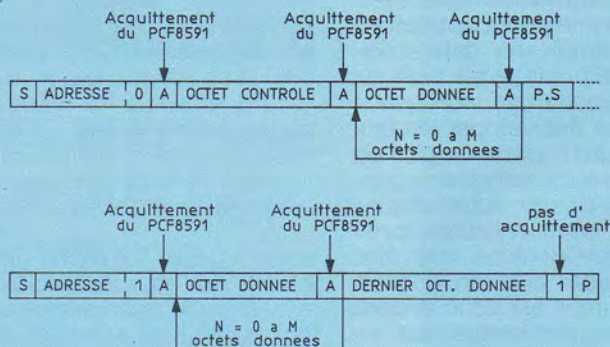 Acquittement
du PCF8591
Acquittement
du PCF8591
Acquittement
du PCF8591
S ADRESSE 0 A OCTET CONTROLE A OCTET DONNEE A P.S
N = 0 a M
octets donnees
Acquittement
du PCF8591
Acquittement
du PCF8591
pas d'
acquittement
S ADRESSE 1 A OCTET DONNEE A DERNIER OCT. DONNEE 1 P
N = 0 a M
octets donnees